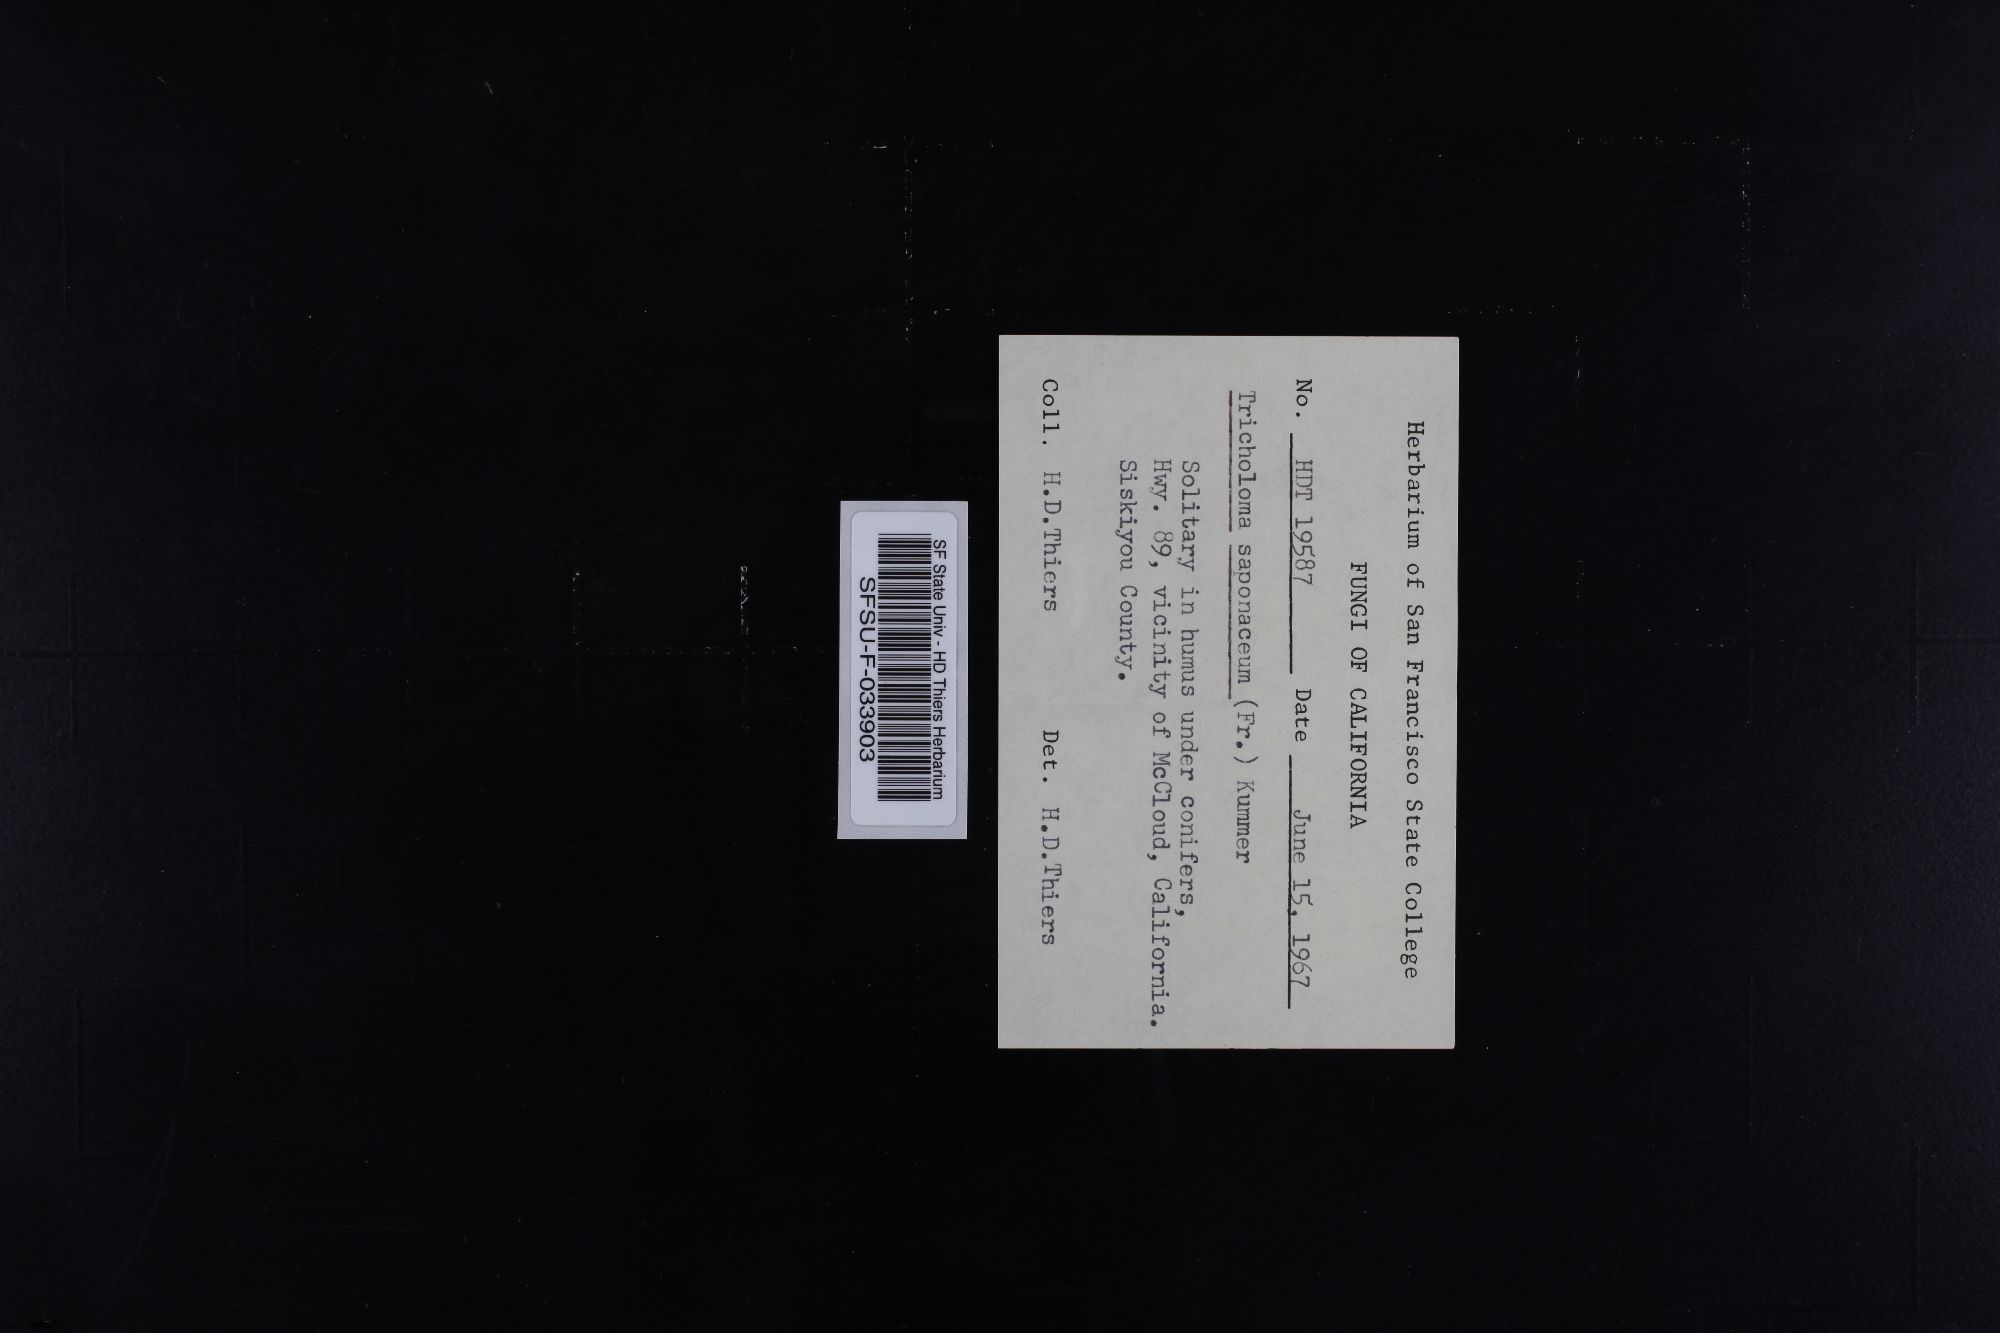 Herbarium of San Francisco State College
FUNGI OF CALIFORNIA
No. HDT 19587 Date June 15, 1967
Tricholoma saponaceum (Fr.) Kummer
Solitary in humus under conifers,
Hwy. 89, vicinity of McCloud, California.
Siskiyou County.
Coll. H.D.Thiers Det. H.D.Thiers
SF State Univ - HD Thiers Herbarium
SFSU-F-033903